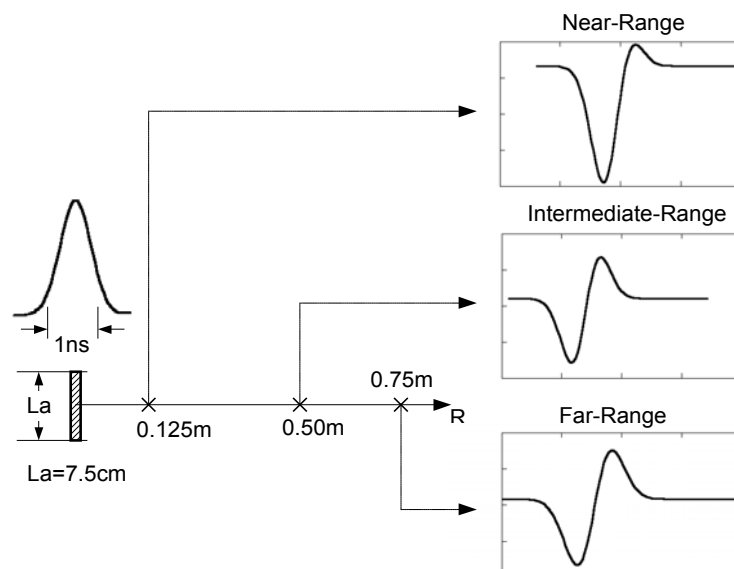 Near-Range
Intermediate-Range
1ns
La
0.75m
R
0.125m
0.50m
Far-Range
La=7.5cm